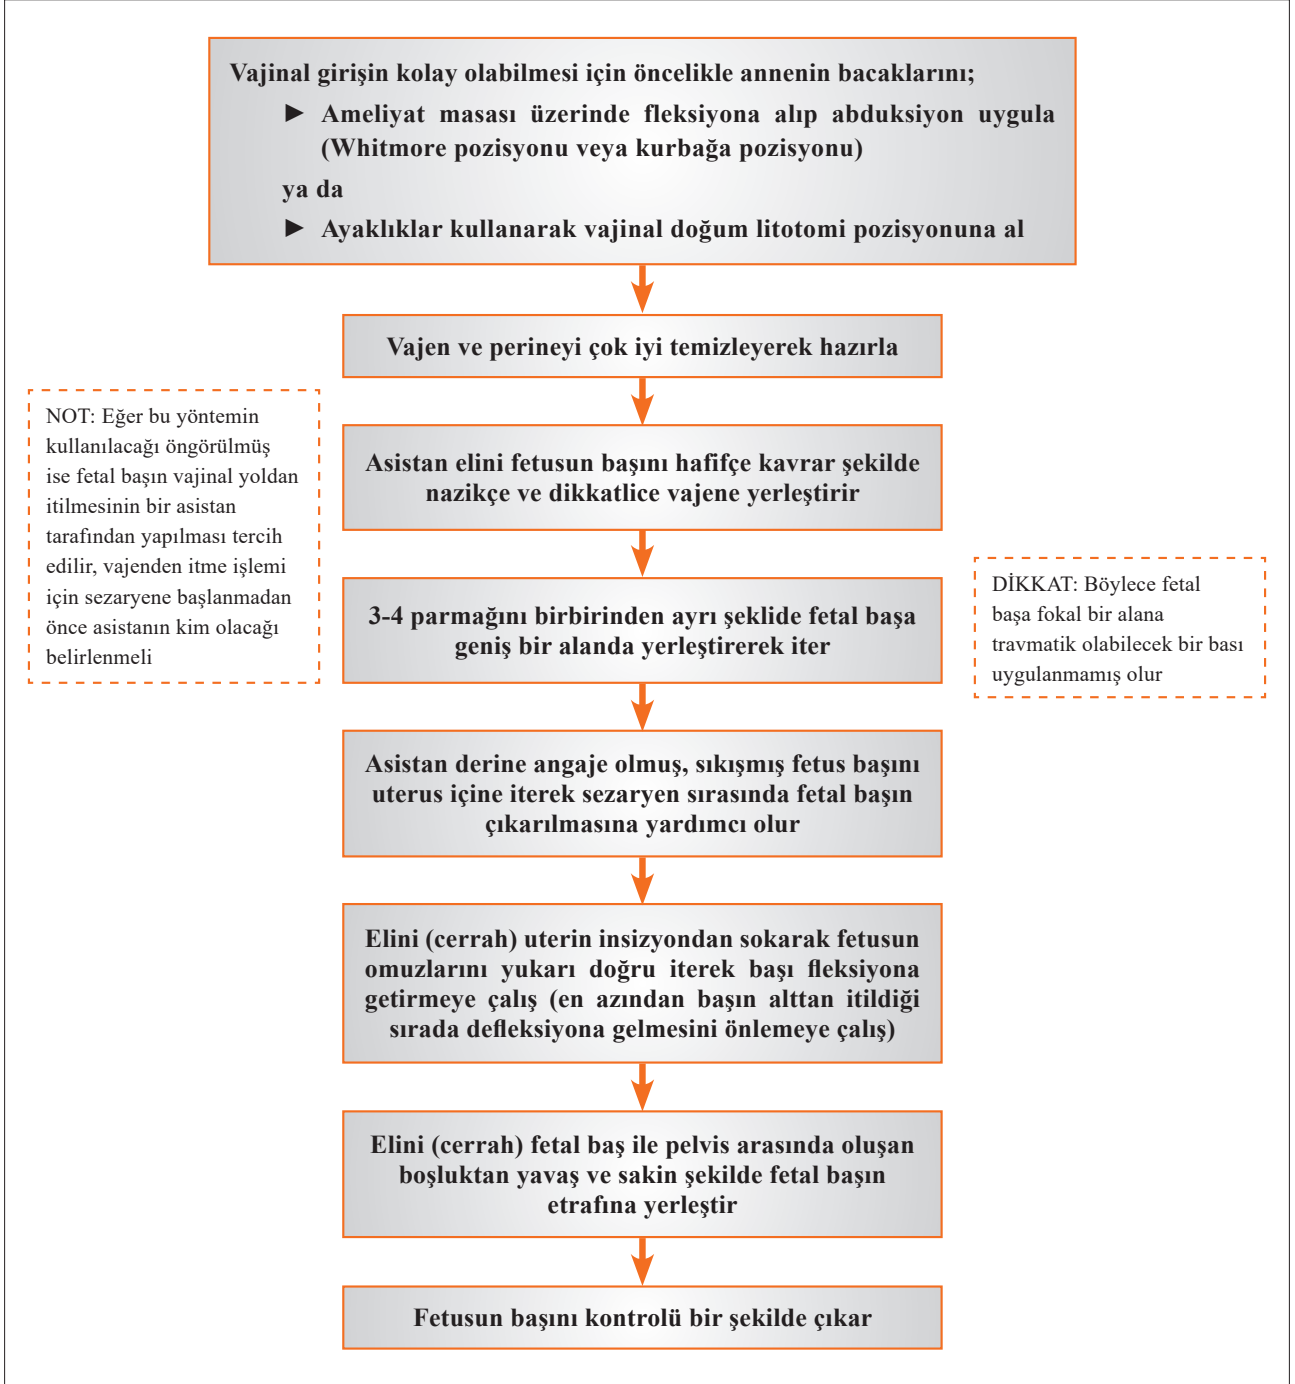 Vajinal girişin kolay olabilmesi için öncelikle annenin bacaklarını;
► Ameliyat masası üzerinde fleksiyona alıp abduksiyon uygula
(Whitmore pozisyonu veya kurbağa pozisyonu)
ya da
► Ayaklıklar kullanarak vajinal doğum litotomi pozisyonuna al
Vajen ve perineyi çok iyi temizleyerek hazırla
NOT: Eğer bu yöntemin
kullanılacağı öngörülmüş
ise fetal başın vajinal yoldan
itilmesinin bir asistan
tarafından yapılması tercih
edilir, vajenden itme işlemi
için sezaryene başlanmadan
önce asistanın kim olacağı
belirlenmeli
Asistan elini fetusun başını hafifçe kavrar şekilde
nazikçe ve dikkatlice vajene yerleştirir
3-4 parmağını birbirinden ayrı şeklide fetal başa
geniş bir alanda yerleştirerek iter
DİKKAT: Böylece fetal
başa fokal bir alana
travmatik olabilecek bir bası
uygulanmamış olur
Asistan derine angaje olmuş, sıkışmış fetus başını
uterus içine iterek sezaryen sırasında fetal başın
çıkarılmasına yardımcı olur
Elini (cerrah) uterin insizyondan sokarak fetusun
omuzlarını yukarı doğru iterek başı fleksiyona
getirmeye çalış (en azından başın alttan itildiği
sırada defleksiyona gelmesini önlemeye çalış)
Elini (cerrah) fetal baş ile pelvis arasında oluşan
boşluktan yavaş ve sakin şekilde fetal başın
etrafına yerleştir
Fetusun başını kontrolü bir şekilde çıkar